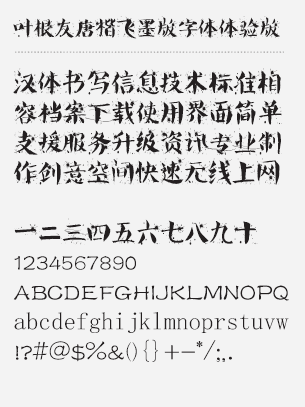 叶根友唐楷飞墨版字体体验版
汉体书写信息技术标准相
容档案下载使用界面简单
支援服务升级资讯专业制
作创意空间快速无线上网
一二三四五六七八九十
1234567890
ABCDEFGHIJKLMNOPQ
abcdefghijklmnopqrstuvwx
!?#@$%&(){}+-*/;,.